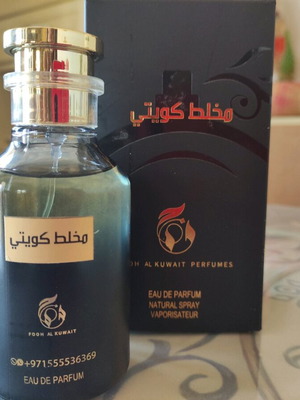 مخلط كويتي
OOH AL KUWAIT PERFUMES
EAU DE PARFUM
NATURAL SPRAY
VAPORISATEUR
مخلط كويتي
FOOH AL KUWAIT
+971555536369
EAU DE PARFUM